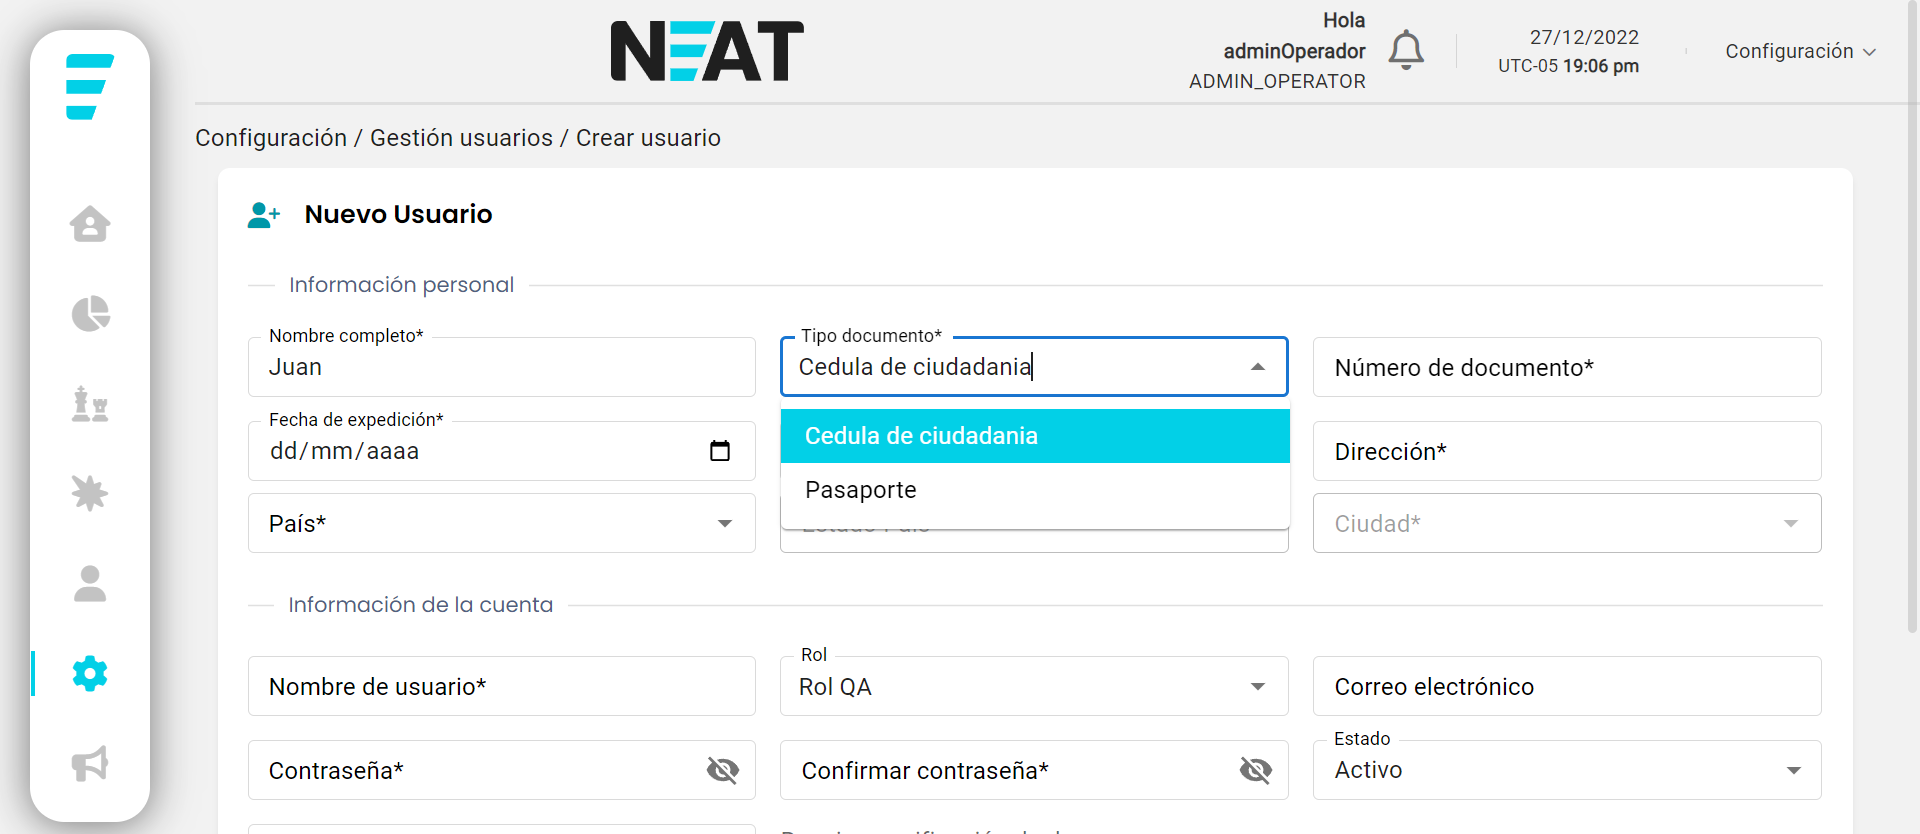 NEAT
Hola
adminOperador
ADMIN_OPERATOR
27/12/2022
UTC-05 19:06 pm
Configuración
Configuración / Gestión usuarios / Crear usuario
Nuevo Usuario
Información personal
Nombre completo*
Juan
Tipo documento*
Cedula de ciudadania
Número de documento*
Fecha de expedición*
dd/mm/aaaa
Cedula de ciudadania
Pasaporte
Dirección*
País*
Ciudad*
Información de la cuenta
Nombre de usuario*
Rol
Rol QA
Correo electrónico
Contraseña*
Confirmar contraseña*
Estado
Activo